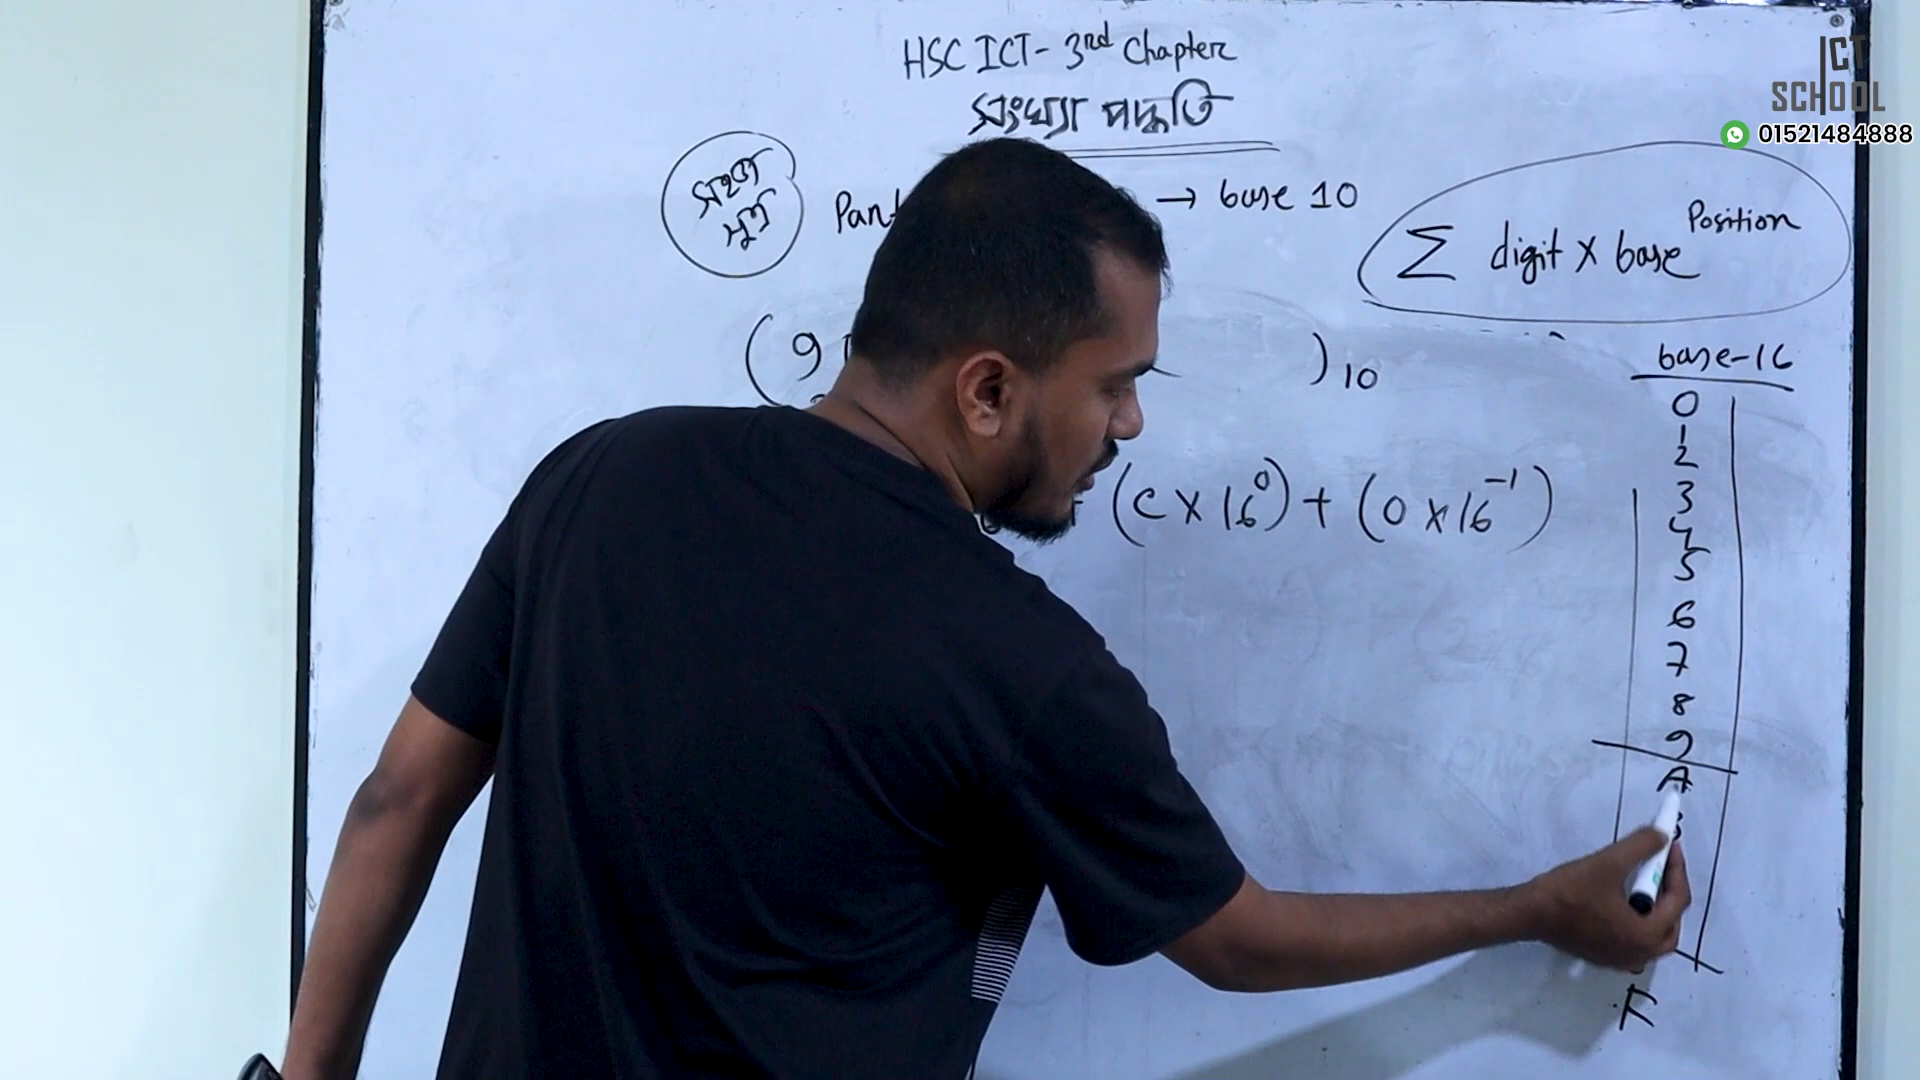 HSC ICT- 3rd Chapter
সংখ্যা পদ্ধতি
ICT
SCHOOL
01521484888
সহজ
সূত্র
→ base 10
Σ digit X base^Position
(9
)10
(C X 16^0) + (0 X 16^-1)
base-16
0
1
2
3
4
5
6
7
8
9
A
F